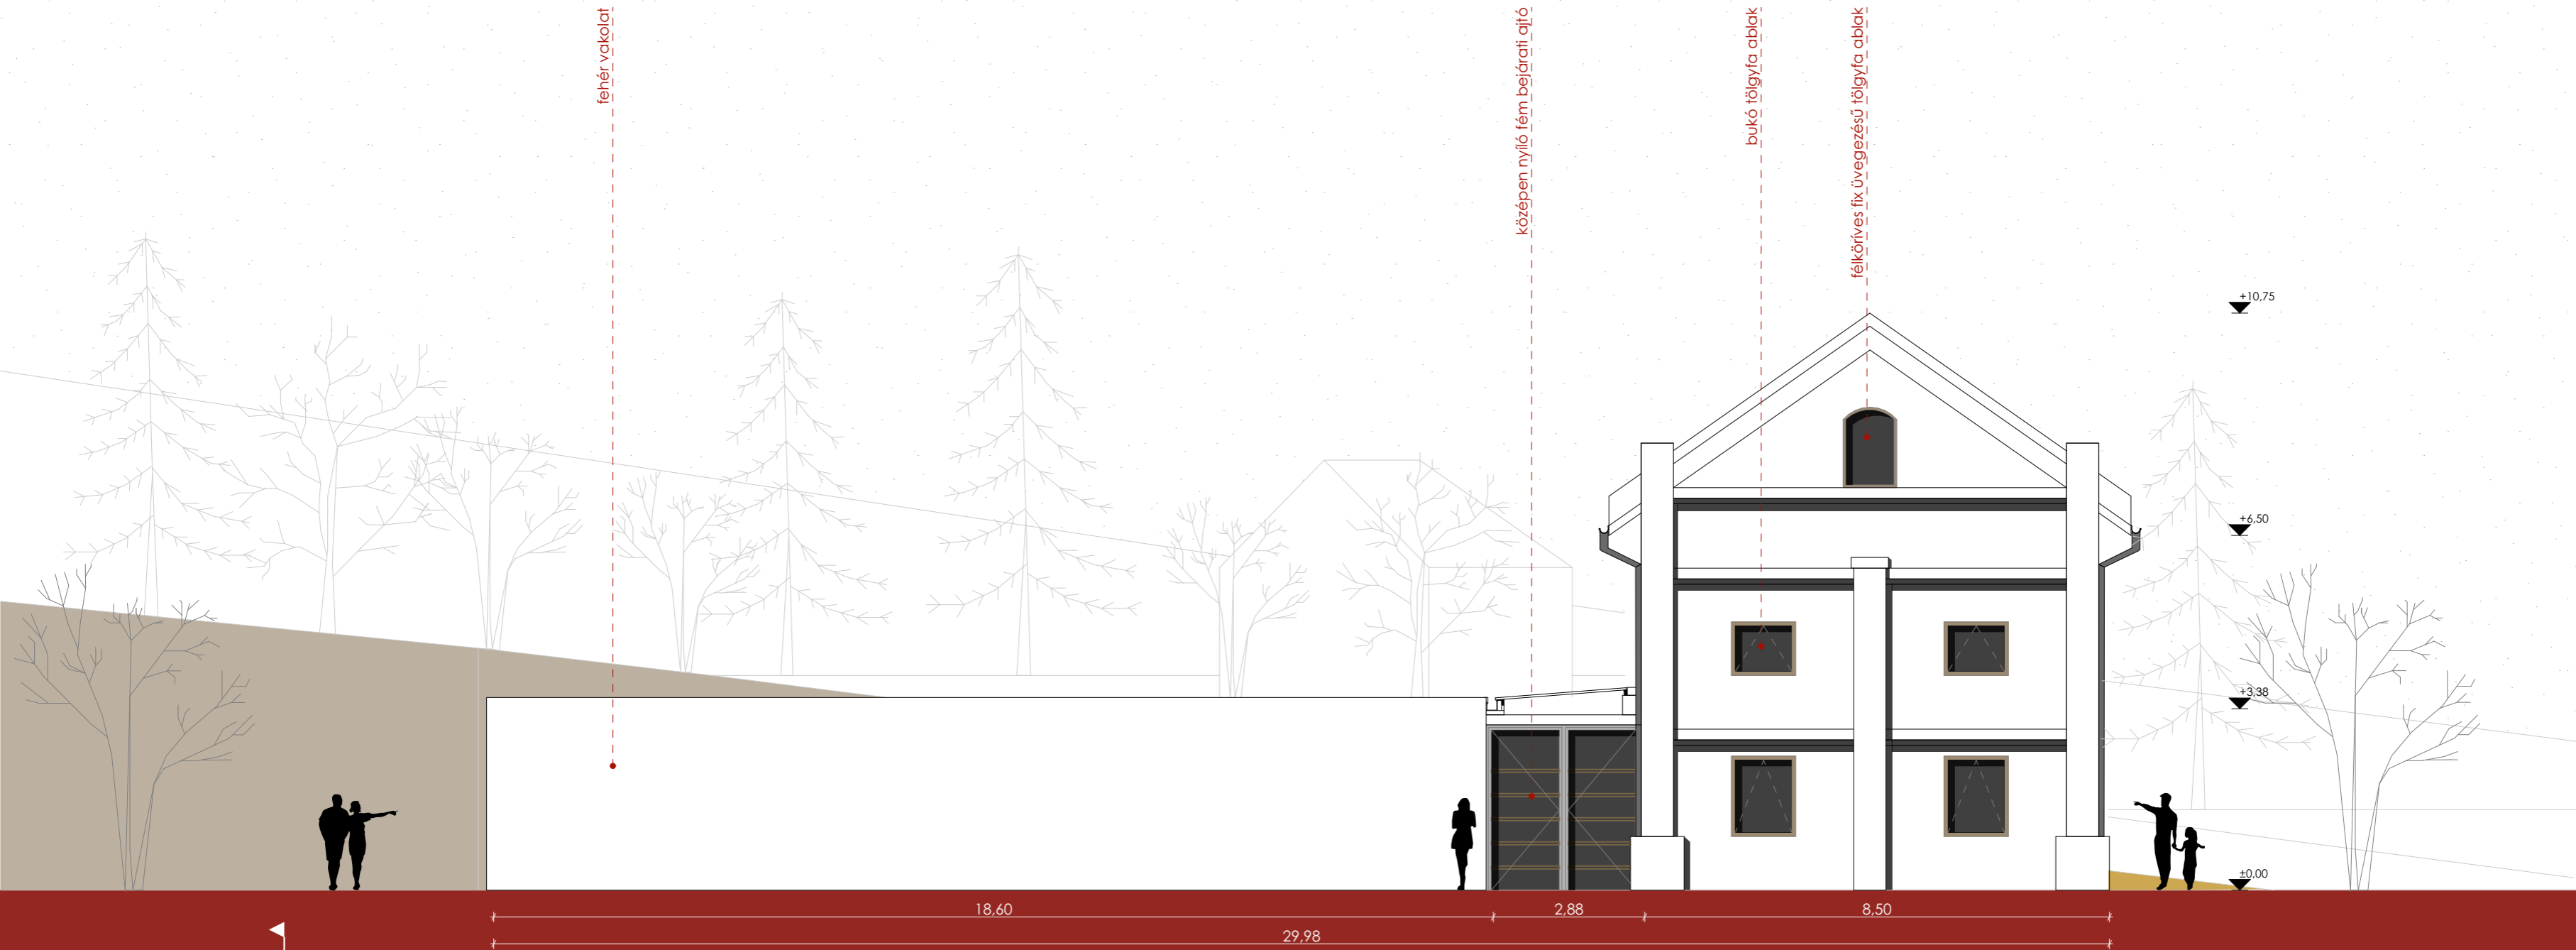 fehér vakolat
középen nyíló fém bejárati ajtó
bukó tölgyfa ablak
félköríves fix üvegezésű tölgyfa ablak
+10,75
+6,50
+3,38
±0,00
18,60
2,88
8,50
29,98